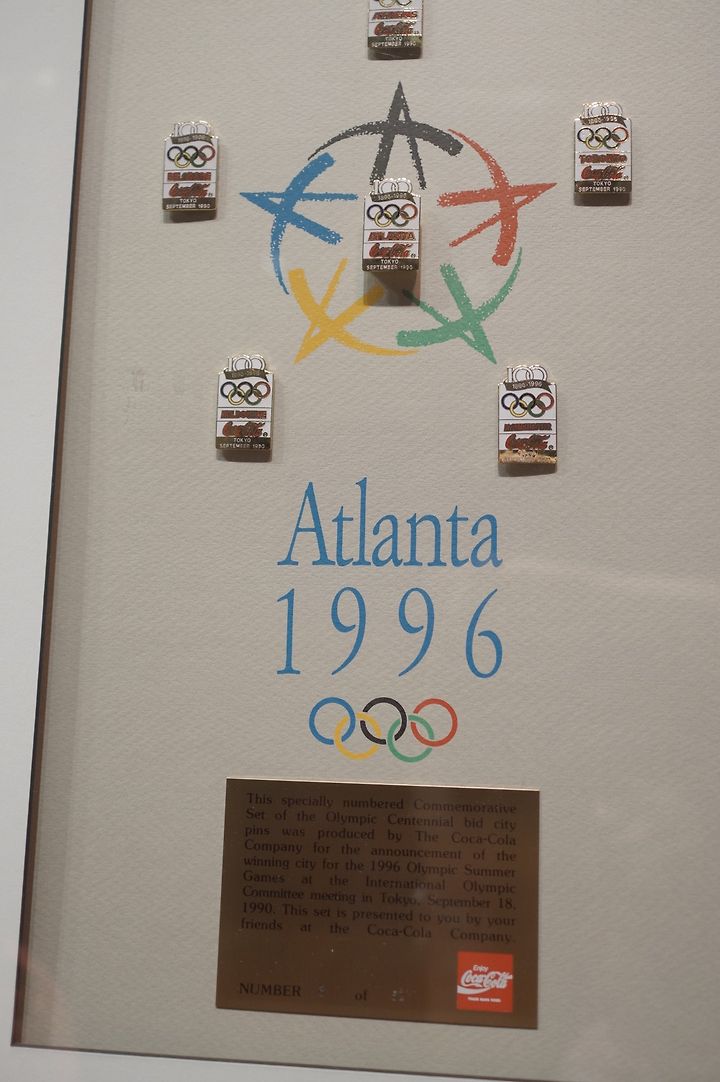 ATHENS
Coca-Cola
TOKYO
SEPTEMBER 1990
100
1896-1996
BELGRADE
Coca-Cola
TOKYO
SEPTEMBER 1990
100
1896-1996
TORONTO
Coca-Cola
TOKYO
SEPTEMBER 1990
100
1896-1996
ATLANTA
Coca-Cola
TOKYO
SEPTEMBER 1990
100
1896-1996
MELBOURNE
Coca-Cola
TOKYO
SEPTEMBER 1990
100
1896-1996
MANCHESTER
Coca-Cola
Atlanta
1996
This specially numbered Commemorative
Set of the Olympic Centennial bid city
pins was produced by The Coca-Cola
Company for the announcement of the
winning city for the 1996 Olympic Summer
Games at the International Olympic
Committee meeting in Tokyo, September 18,
1990. This set is presented to you by your
friends at the Coca-Cola Company.
NUMBER of
Enjoy
Coca-Cola
TRADE MARK REGD.